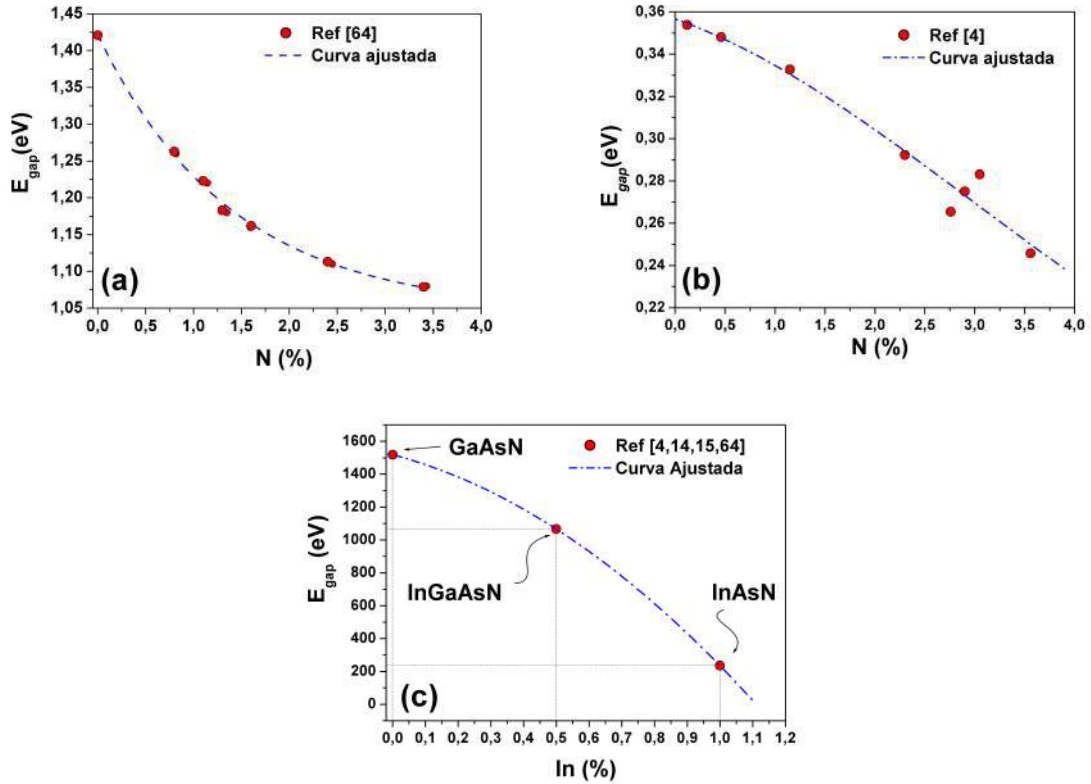 1,45
1,40
1,35
1,30
1,25
1,20
1,15
1,10
1,05
E_gap(eV)
Ref [64]
Curva ajustada
(a)
0,0 0,5 1,0 1,5 2,0 2,5 3,0 3,5 4,0
N (%)
0,36
0,34
0,32
0,30
0,28
0,26
0,24
0,22
E_gap(eV)
Ref [4]
Curva ajustada
(b)
0,0 0,5 1,0 1,5 2,0 2,5 3,0 3,5 4,0
N (%)
1600
1400
1200
1000
800
600
400
200
0
E_gap (eV)
GaAsN
Ref [4,14,15,64]
Curva Ajustada
InGaAsN
InAsN
(c)
0,0 0,1 0,2 0,3 0,4 0,5 0,6 0,7 0,8 0,9 1,0 1,1 1,2
In (%)